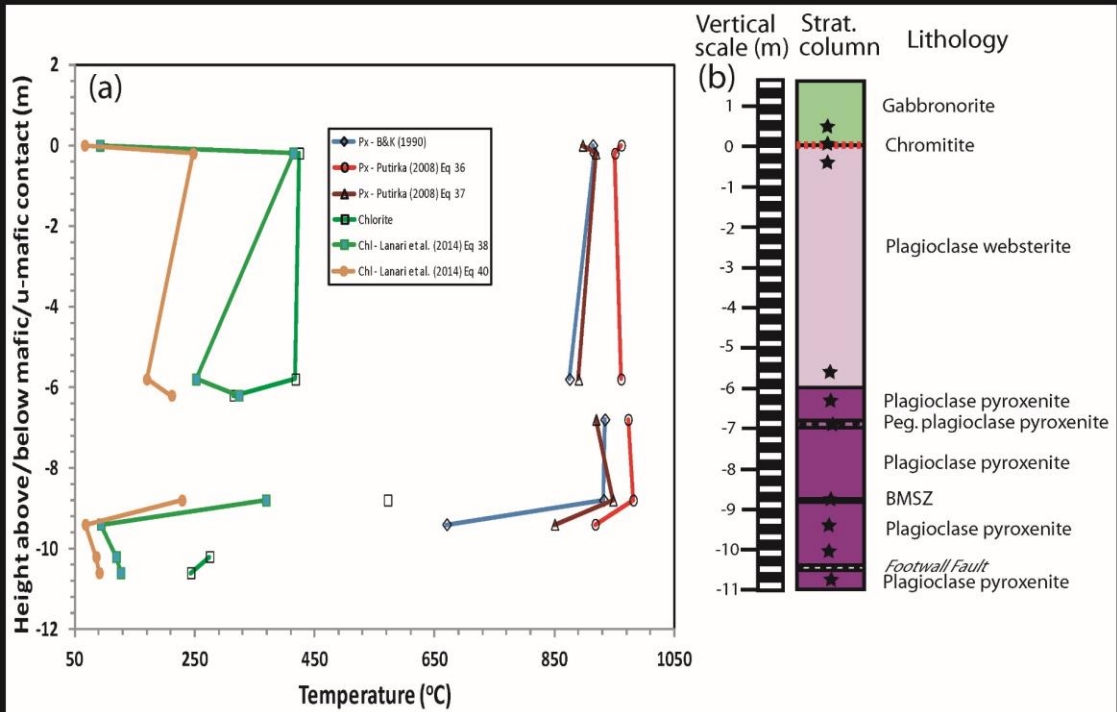 (a)
Height above/below mafic/u-mafic contact (m)
2
0
-2
-4
-6
-8
-10
-12
50
250
450
650
850
1050
Temperature (°C)
Px - B&K (1990)
Px - Putirka (2008) Eq 36
Px - Putirka (2008) Eq 37
Chlorite
Chl - Lanari et al. (2014) Eq 38
Chl - Lanari et al. (2014) Eq 40
Vertical
scale (m)
Strat.
column
Lithology
(b)
1
0
-1
-2
-3
-4
-5
-6
-7
-8
-9
-10
-11
Gabbronorite
Chromitite
Plagioclase websterite
Plagioclase pyroxenite
Peg. plagioclase pyroxenite
Plagioclase pyroxenite
BMSZ
Plagioclase pyroxenite
Footwall Fault
Plagioclase pyroxenite